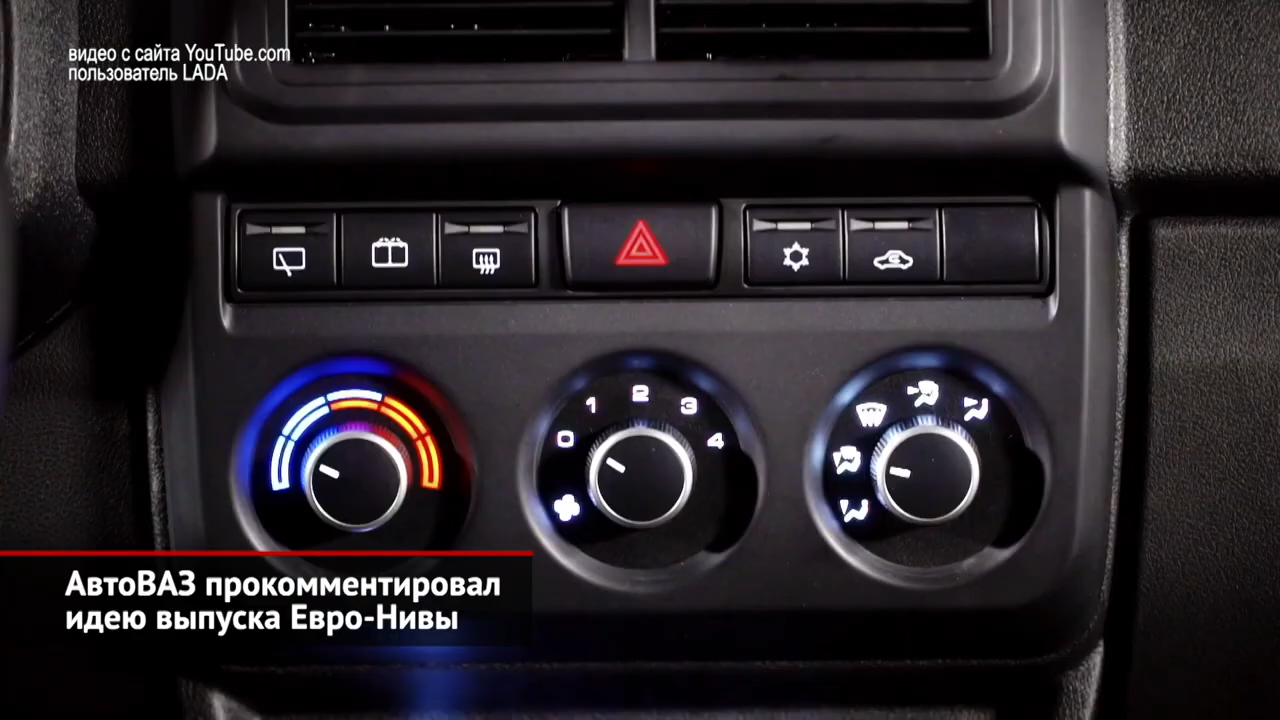 видео с сайта YouTube.com
пользователь LADA
1 2 3
0 4
АвтоВАЗ прокомментировал
идею выпуска Евро-Нивы